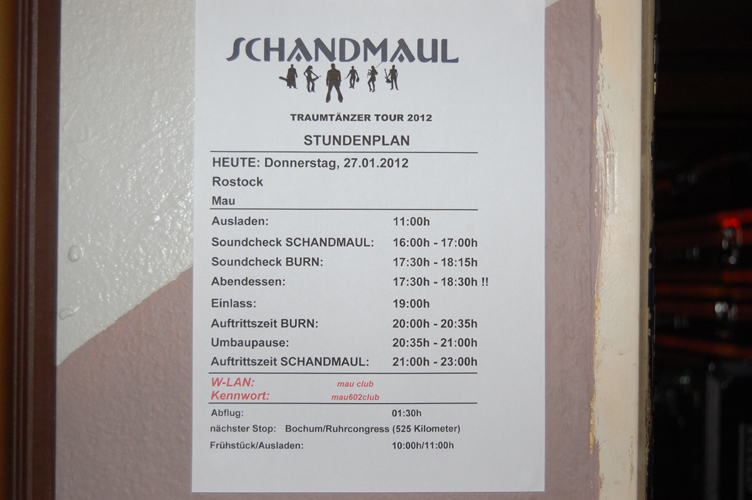 SCHANDMAUL
TRAUMTÄNZER TOUR 2012
STUNDENPLAN
HEUTE: Donnerstag, 27.01.2012
Rostock
Mau
Ausladen: 11:00h
Soundcheck SCHANDMAUL: 16:00h - 17:00h
Soundcheck BURN: 17:30h - 18:15h
Abendessen: 17:30h - 18:30h !!
Einlass: 19:00h
Auftrittszeit BURN: 20:00h - 20:35h
Umbaupause: 20:35h - 21:00h
Auftrittszeit SCHANDMAUL: 21:00h - 23:00h
W-LAN: mau club
Kennwort: mau602club
Abflug: 01:30h
nächster Stop: Bochum/Ruhrcongress (525 Kilometer)
Frühstück/Ausladen: 10:00h/11:00h